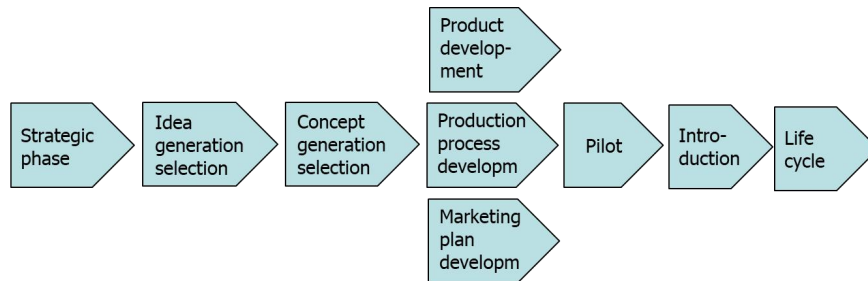 Strategic
phase
Idea
generation
selection
Concept
generation
selection
Product
develop-
ment
Production
process
developm
Marketing
plan
developm
Pilot
Intro-
duction
Life
cycle